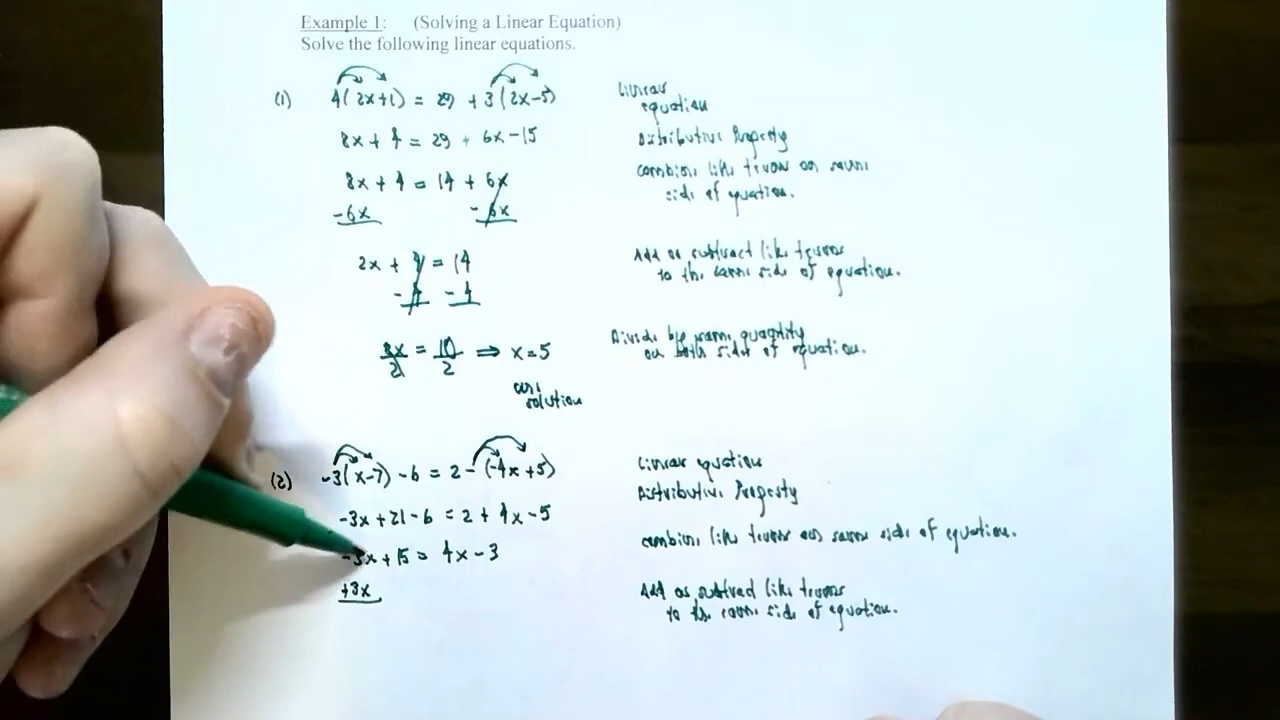 Example 1: (Solving a Linear Equation)
Solve the following linear equations.
(1) 4(2x+1) = 29 + 3(2x-5) Linear
equation
8x + 4 = 29 + 6x - 15 Distributive Property
8x + 4 = 14 + 6x combine like terms on same
-6x -6x side of equation.
2x + 4 = 14 Add or subtract like terms
to the same side of equation.
-4 -4
2x/2 = 10/2 ⇒ x = 5 Divide by same quantity
on both sides of equation.
one
solution
(2) -3(x-7) - 6 = 2 - (-4x+5) Linear equation
Distributive Property
-3x + 21 - 6 = 2 + 4x - 5
combine like terms on same side of equation.
-3x + 15 = 4x - 3
+3x Add or subtract like terms
to the same side of equation.